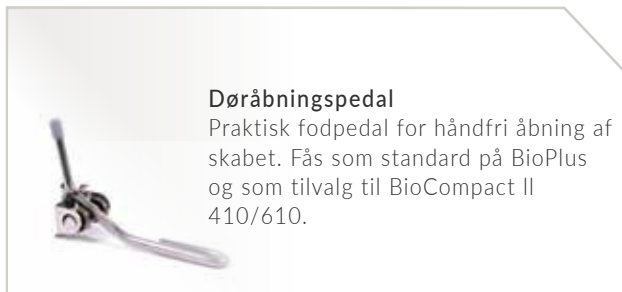 Døråbningspedal
Praktisk fodpedal for håndfri åbning af
skabet. Fås som standard på BioPlus
og som tilvalg til BioCompact II
410/610.